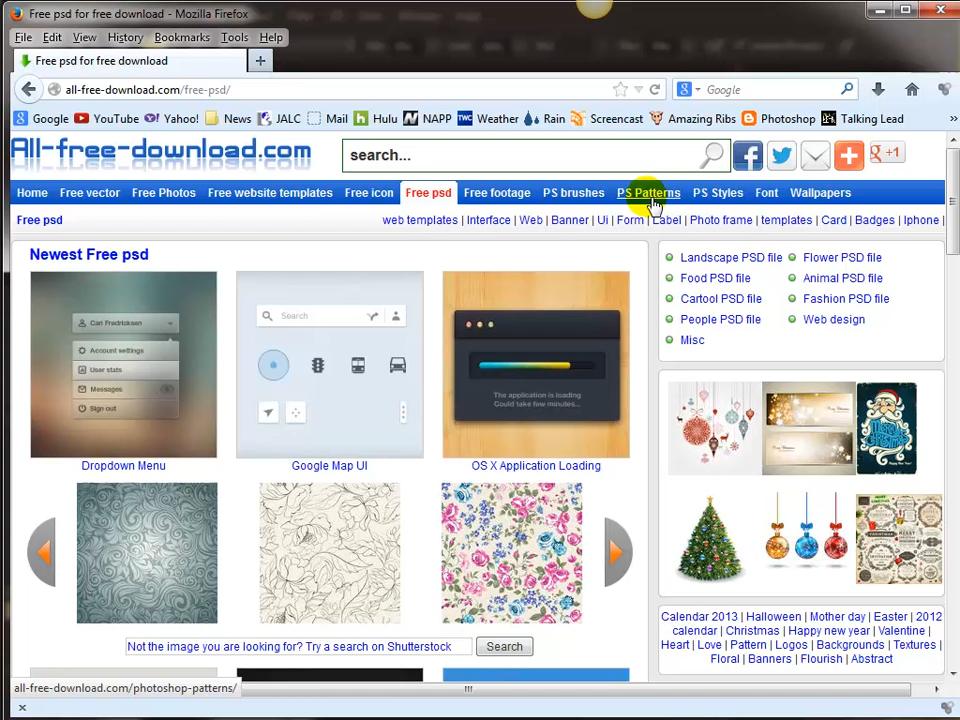 Free psd for free download - Mozilla Firefox
File Edit View History Bookmarks Tools Help
Free psd for free download +
all-free-download.com/free-psd/ Google
Google YouTube Yahoo! News JALC Mail Hulu NAPP Weather Rain Screencast Amazing Ribs Photoshop Talking Lead »
All-free-download.com search... g +1
Home Free vector Free Photos Free website templates Free icon Free psd Free footage PS brushes PS Patterns PS Styles Font Wallpapers
Free psd web templates | Interface | Web | Banner | Ui | Form | Label | Photo frame | templates | Card | Badges | Iphone |
Newest Free psd
Landscape PSD file Flower PSD file
Food PSD file Animal PSD file
Cartool PSD file Fashion PSD file
People PSD file Web design
Misc
Carl Fredricksen
Account settings
User stats
Messages
Sign out
Search
The application is loading
Could take few minutes...
Dropdown Menu Google Map UI OS X Application Loading
Not the image you are looking for? Try a search on Shutterstock Search
Calendar 2013 | Halloween | Mother day | Easter | 2012
calendar | Christmas | Happy new year | Valentine |
Heart | Love | Pattern | Logos | Backgrounds | Textures |
Floral | Banners | Flourish | Abstract
all-free-download.com/photoshop-patterns/